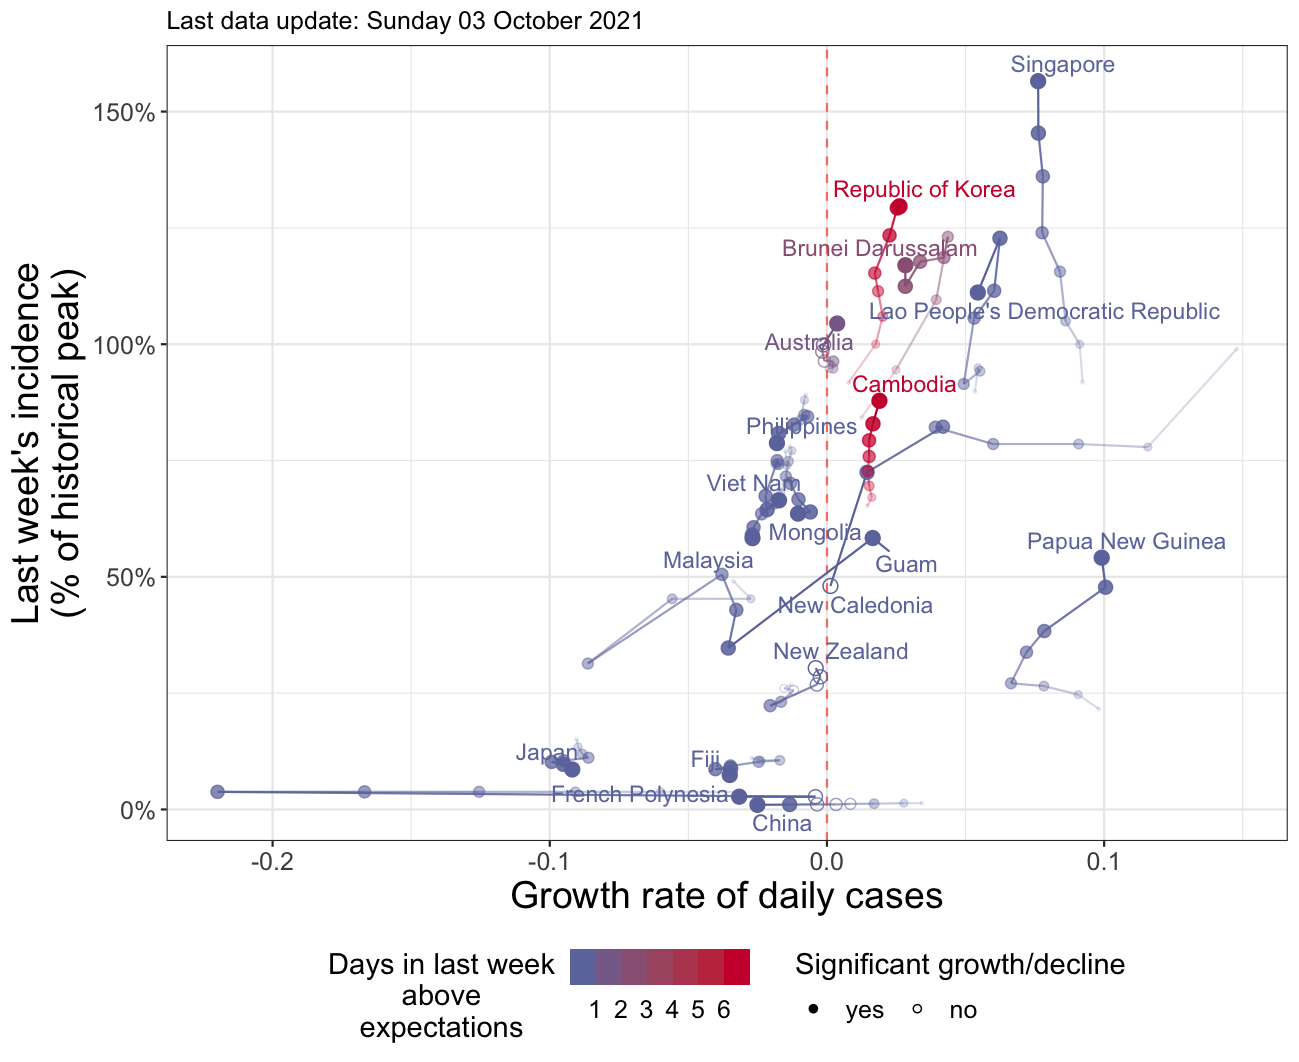 Last data update: Sunday 03 October 2021
Last week's incidence
(% of historical peak)
150%
100%
50%
0%
Singapore
Republic of Korea
Brunei Darussalam
Lao People's Democratic Republic
Australia
Cambodia
Philippines
Viet Nam
Mongolia
Papua New Guinea
Malaysia
Guam
New Caledonia
New Zealand
Japan
Fiji
French Polynesia
China
-0.2
-0.1
0.0
0.1
Growth rate of daily cases
Days in last week
above
expectations
1 2 3 4 5 6
Significant growth/decline
yes no